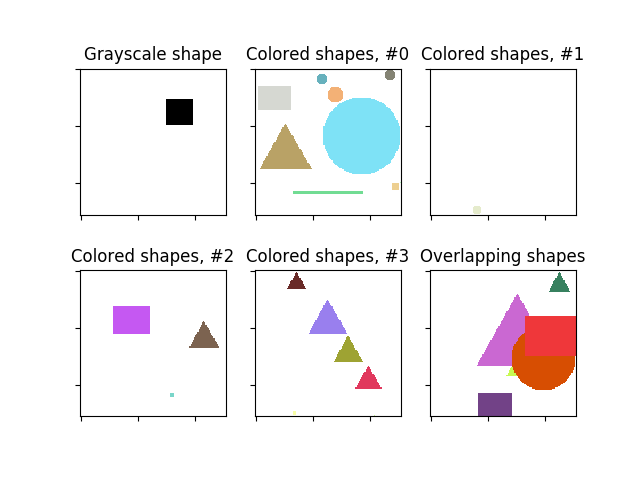 Grayscale shape
Colored shapes, #0
Colored shapes, #1
Colored shapes, #2
Colored shapes, #3
Overlapping shapes